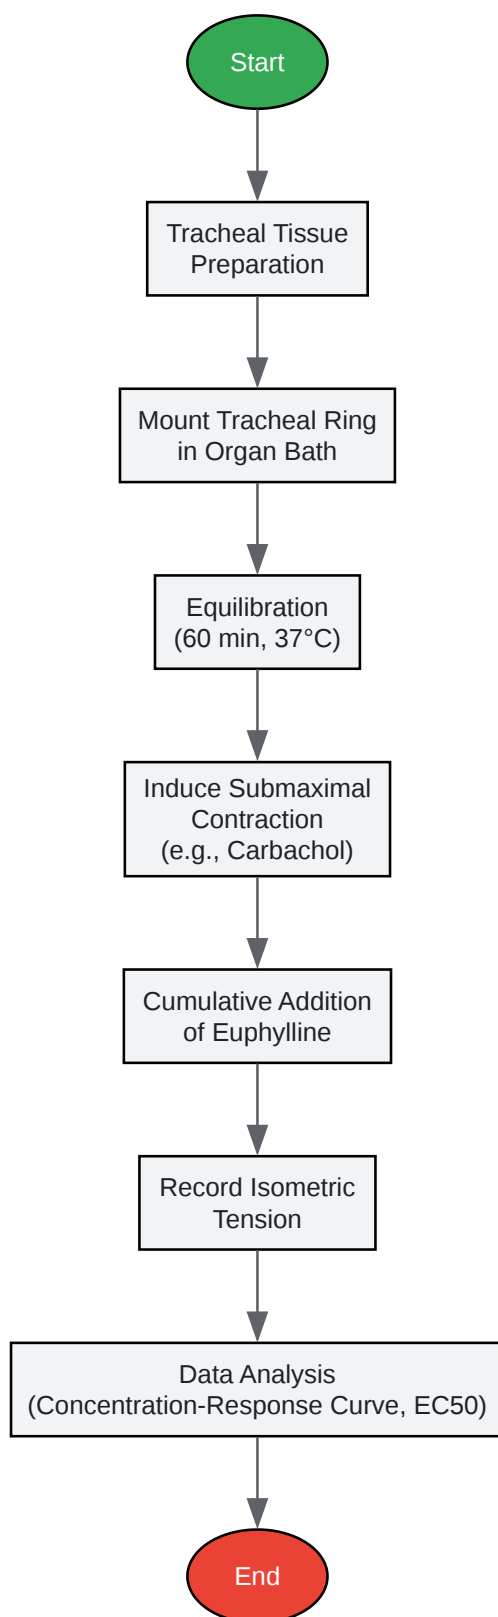 Start
Tracheal Tissue
Preparation
Mount Tracheal Ring
in Organ Bath
Equilibration
(60 min, 37°C)
Induce Submaximal
Contraction
(e.g., Carbachol)
Cumulative Addition
of Euphylline
Record Isometric
Tension
Data Analysis
(Concentration-Response Curve, EC50)
End